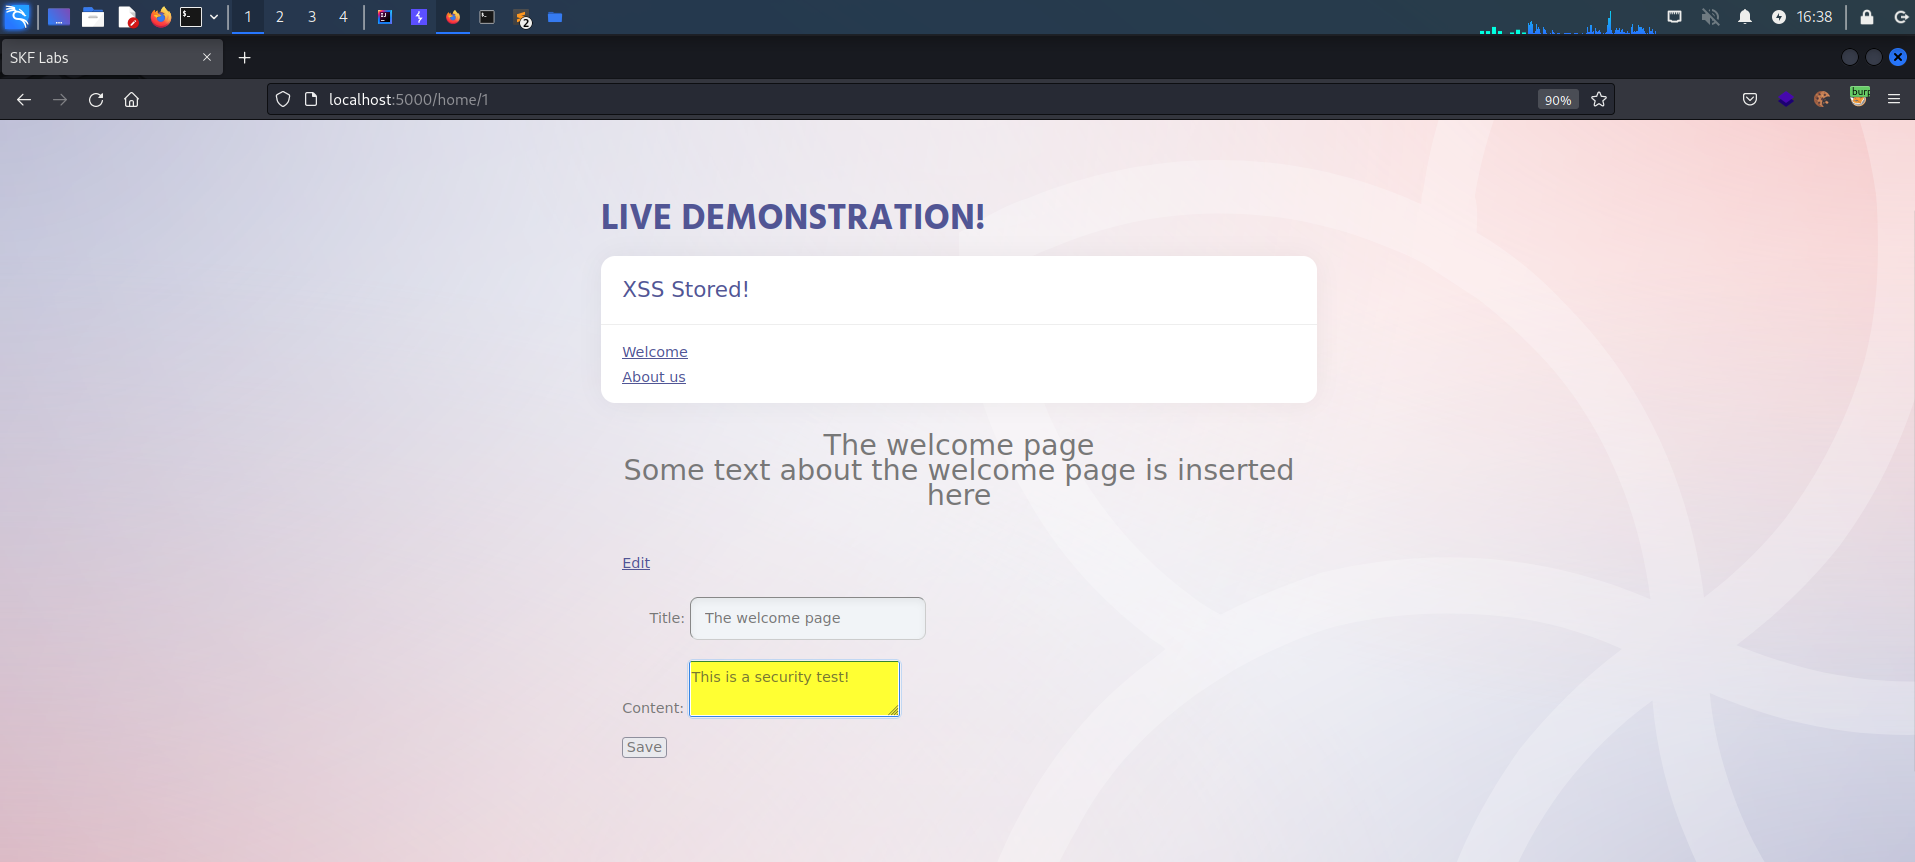 1 2 3 4 2 16:38
SKF Labs
localhost:5000/home/1 90% burp
LIVE DEMONSTRATION!
XSS Stored!
Welcome
About us
The welcome page
Some text about the welcome page is inserted
here
Edit
Title: The welcome page
This is a security test!
Content:
Save